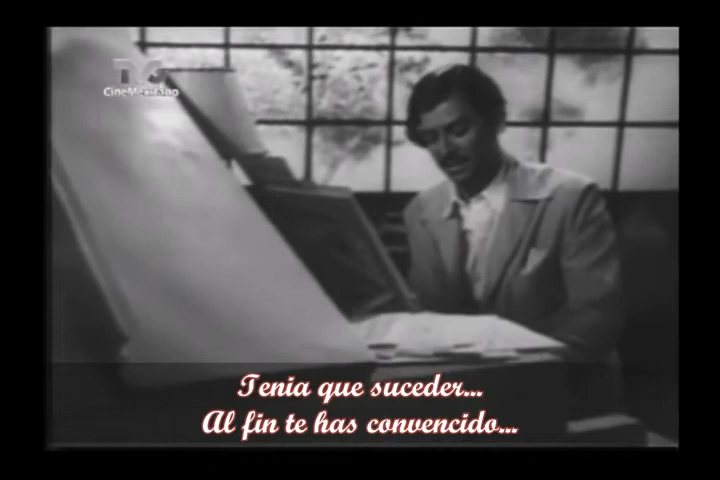 CineMexicano
Tenia que suceder...
Al fin te has convencido...